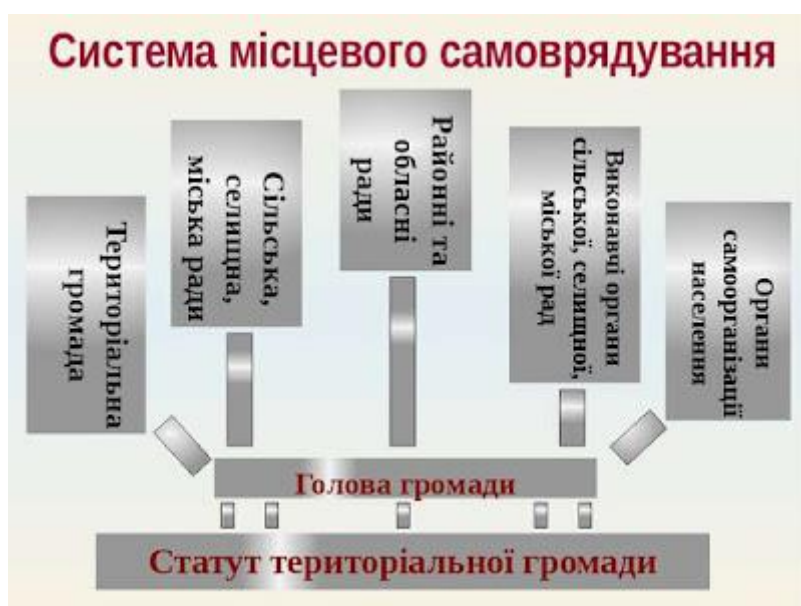 Система місцевого самоврядування
Територіальна
громада
Сільська,
селищна,
міська ради
Районні та
обласні
ради
Виконавчі органи
сільської, селищної,
міської рад
Органи
самоорганізації
населення
Голова громади
Статут територіальної громади